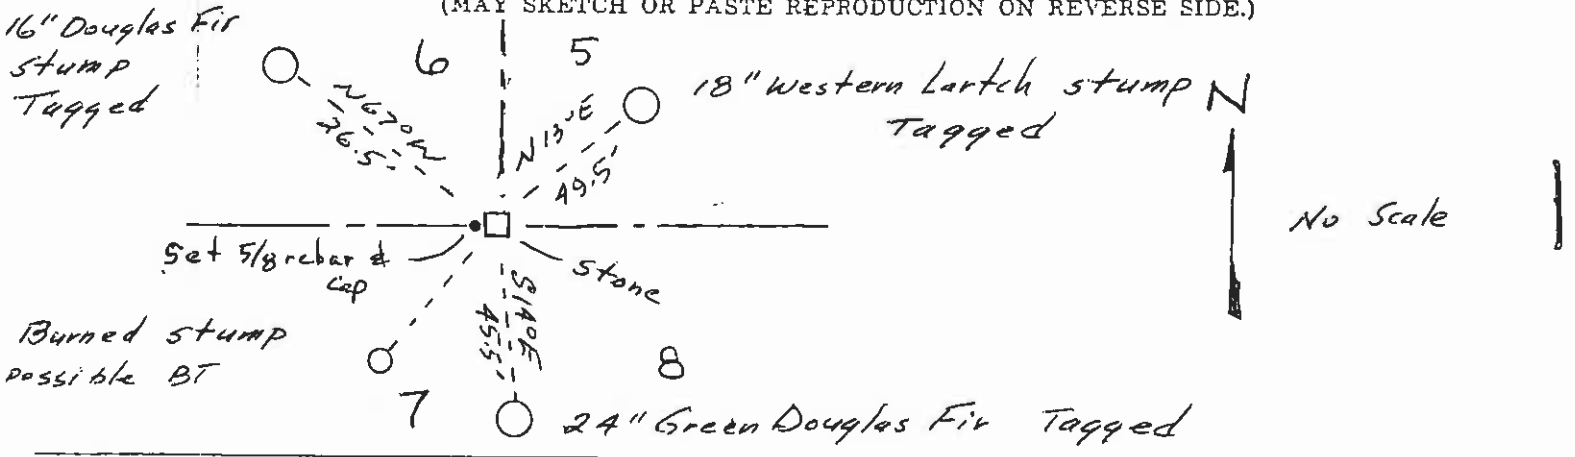 (MAY SKETCH OR PASTE REPRODUCTION ON REVERSE SIDE.)
16" Douglas Fir
stump
Tagged
6
5
18" Western Lartch stump
Tagged
N
N67°W
26.5'
N13°E
49.5'
No Scale
Set 5/8 rebar &
cap
stone
S14°E
45.5'
Burned stump
possible BT
7
8
24" Green Douglas Fir Tagged